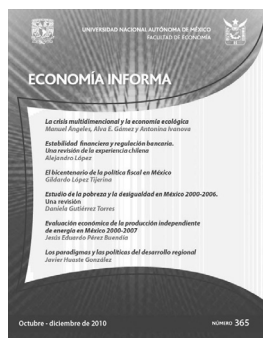 UNIVERSIDAD NACIONAL AUTÓNOMA DE MÉXICO
FACULTAD DE ECONOMÍA
ECONOMÍA INFORMA
La crisis multidimencional y la economía ecológica
Manuel Ángeles, Alva E. Gámez y Antonina Ivanova
Estabilidad financiera y regulación bancaria.
Una revisión de la experiencia chilena
Alejandro López
El bicentenario de la política fiscal en México
Gildardo López Tijerina
Estudio de la pobreza y la desigualdad en México 2000-2006.
Una revisión
Daniela Gutiérrez Torres
Evaluación económica de la producción independiente
de energía en México 2000-2007
Jesús Eduardo Pérez Buendía
Los paradigmas y las políticas del desarrollo regional
Javier Huaste González
Octubre - diciembre de 2010
NÚMERO 365